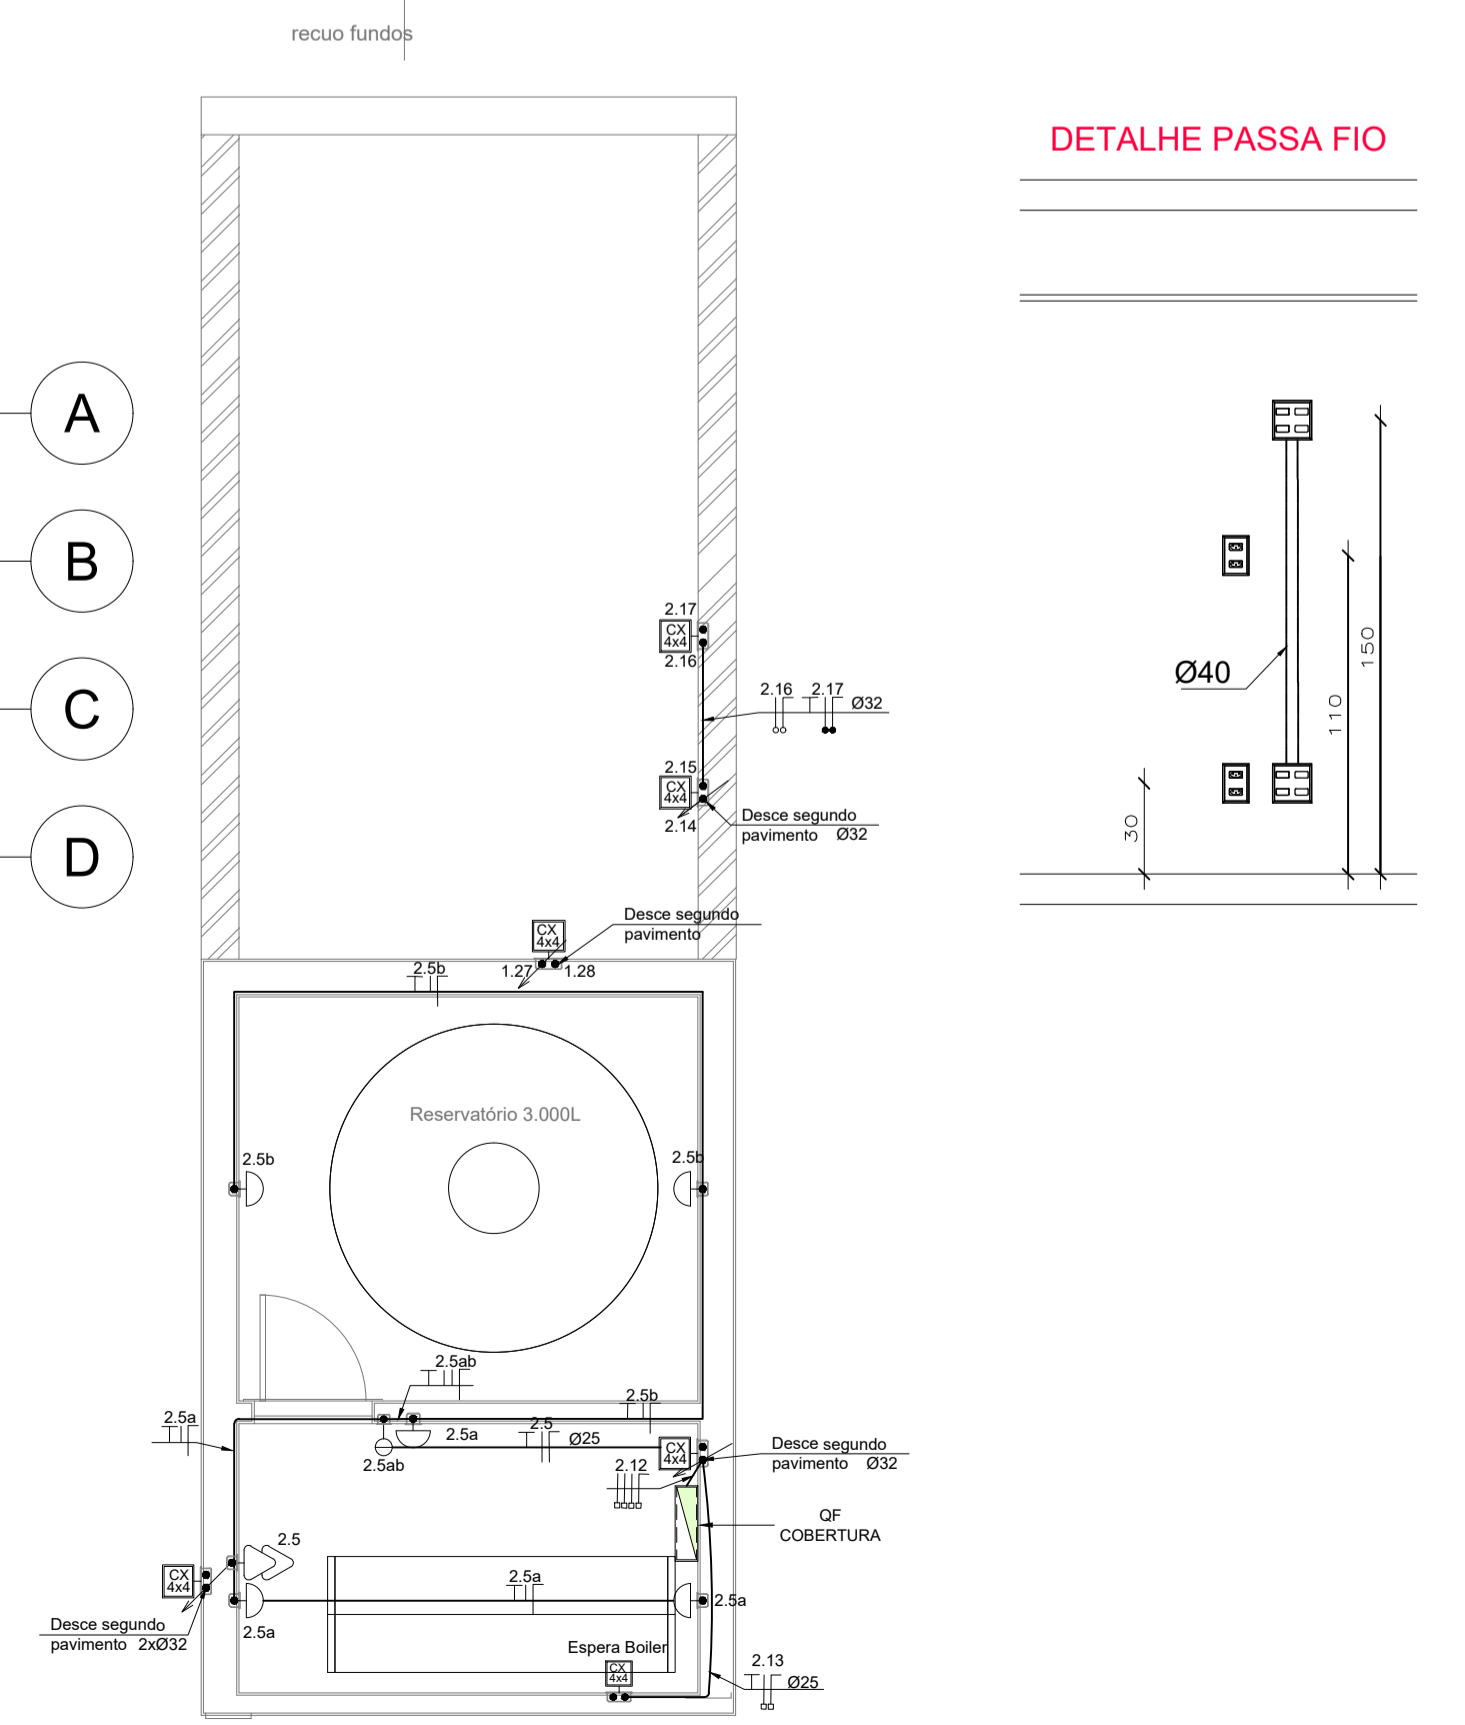 recuo fundos
DETALHE PASSA FIO
A
B
C
D
Ø40
150
110
30
2.17
CX
4x4
2.16
2.16
2.17
Ø32
2.15
CX
4x4
2.14
Desce segundo
pavimento Ø32
Desce segundo
pavimento
CX
4x4
1.27
1.28
2.5b
Reservatório 3.000L
2.5b
2.5b
2.5ab
2.5b
2.5a
2.5a
2.5
Ø25
2.5ab
CX
4x4
Desce segundo
pavimento Ø32
2.12
QF
COBERTURA
2.5
CX
4x4
2.5a
2.5a
2.5a
Desce segundo
pavimento 2xØ32
Espera Boiler
CX
4x4
2.13
Ø25